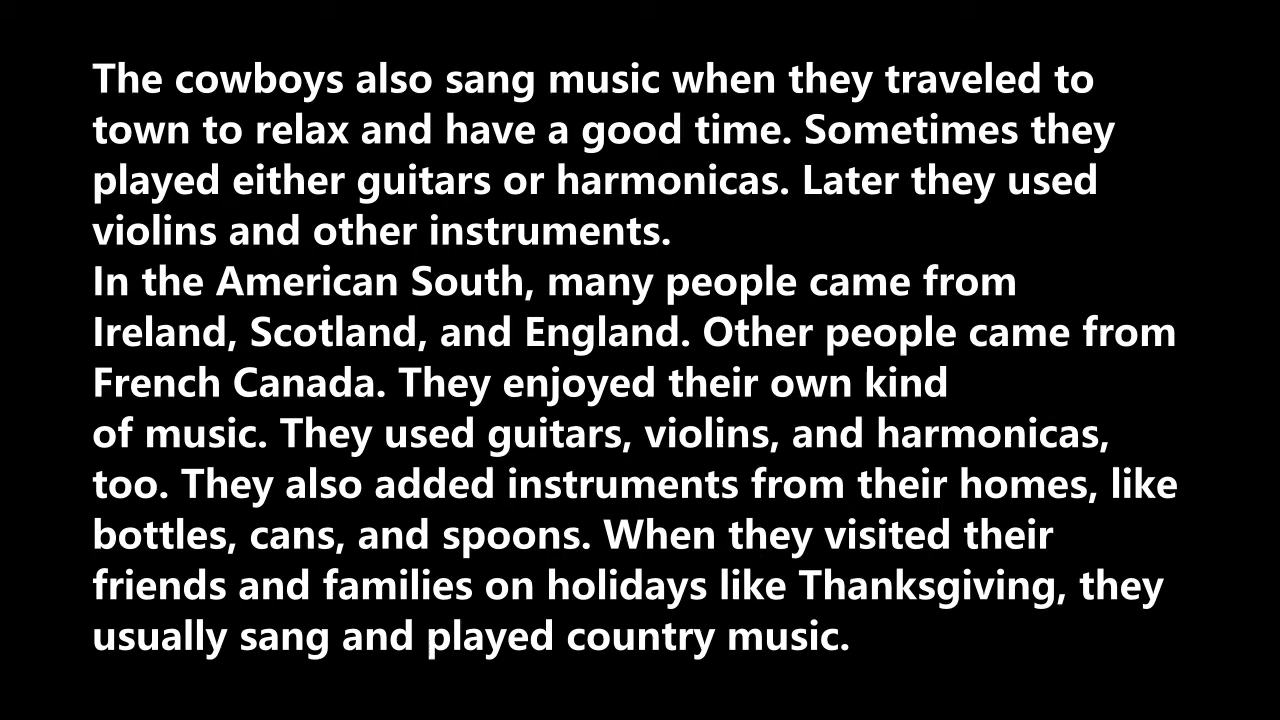 The cowboys also sang music when they traveled to
town to relax and have a good time. Sometimes they
played either guitars or harmonicas. Later they used
violins and other instruments.
In the American South, many people came from
Ireland, Scotland, and England. Other people came from
French Canada. They enjoyed their own kind
of music. They used guitars, violins, and harmonicas,
too. They also added instruments from their homes, like
bottles, cans, and spoons. When they visited their
friends and families on holidays like Thanksgiving, they
usually sang and played country music.